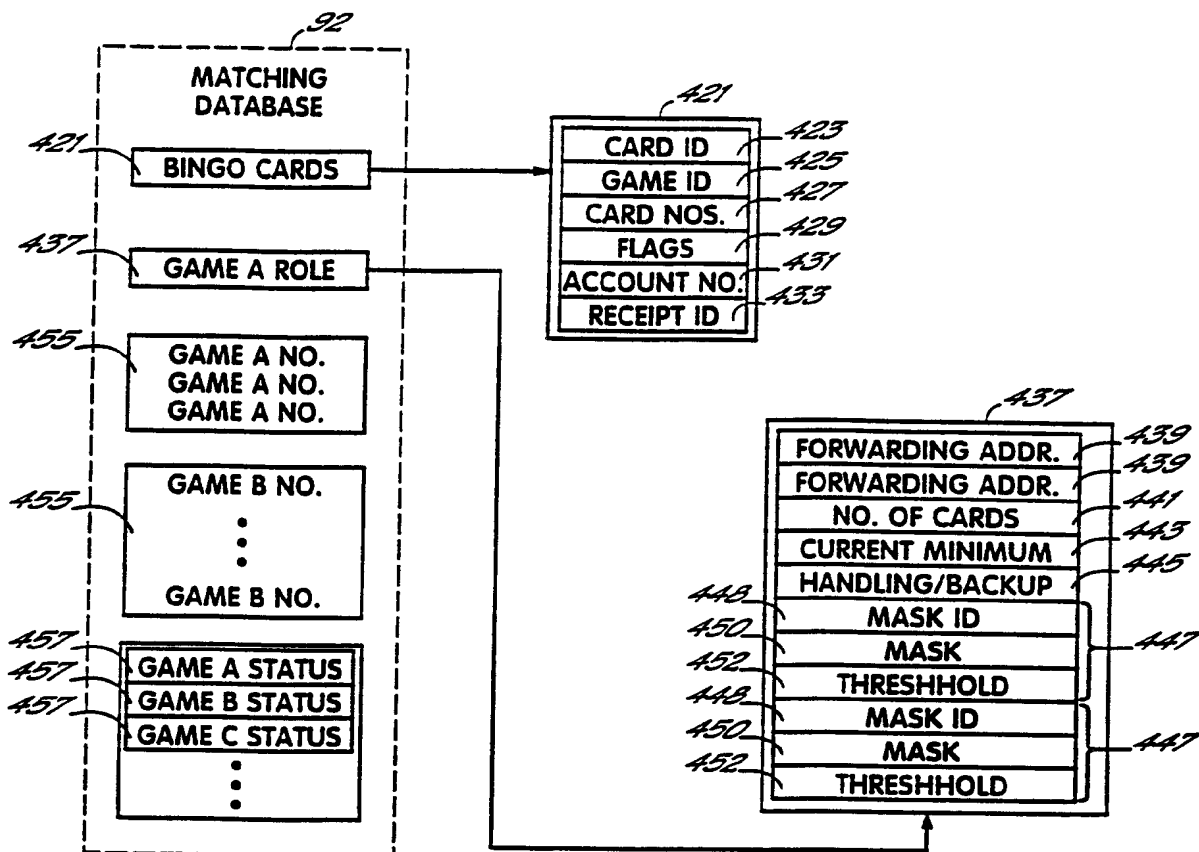 92
MATCHING
DATABASE
421
BINGO CARDS
437
GAME A ROLE
455
GAME A NO.
GAME A NO.
GAME A NO.
455
GAME B NO.
GAME B NO.
457
GAME A STATUS
457
GAME B STATUS
457
GAME C STATUS
421
CARD ID
423
GAME ID
425
CARD NOS.
427
FLAGS
429
ACCOUNT NO.
431
RECEIPT ID
433
437
FORWARDING ADDR.
439
FORWARDING ADDR.
439
NO. OF CARDS
441
CURRENT MINIMUM
443
HANDLING/BACKUP
445
448
MASK ID
450
MASK
447
452
THRESHHOLD
448
MASK ID
450
MASK
447
452
THRESHHOLD